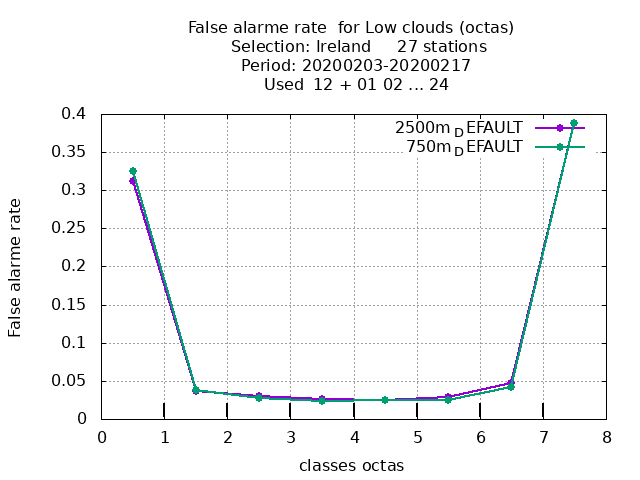 False alarme rate  for Low clouds (octas)
Selection: Ireland     27 stations
Period: 20200203-20200217
Used  12 + 01 02 ... 24
2500m_DEFAULT
750m_DEFAULT
0.4
0.35
0.3
0.25
0.2
0.15
0.1
0.05
0
False alarme rate
0 1 2 3 4 5 6 7 8
classes octas